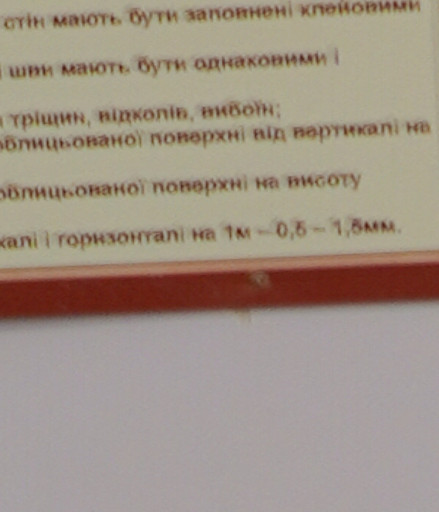 стін мають бути заповнені клейовими
шви мають бути однаковими і
тріщин, відколів, вибоїн;
облицьованої поверхні від вертикалі на
облицьованої поверхні на висоту
калі і горизонталі на 1м – 0,5 – 1,5мм.